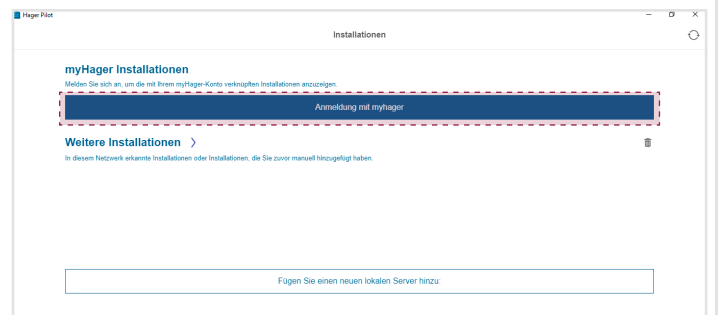 Hager Pilot
Installationen
myHager Installationen
Melden Sie sich an, um die mit Ihrem myHager-Konto verknüpften Installationen anzuzeigen.
Anmeldung mit myhager
Weitere Installationen
In diesem Netzwerk erkannte Installationen oder Installationen, die Sie zuvor manuell hinzugefügt haben.
Fügen Sie einen neuen lokalen Server hinzu: